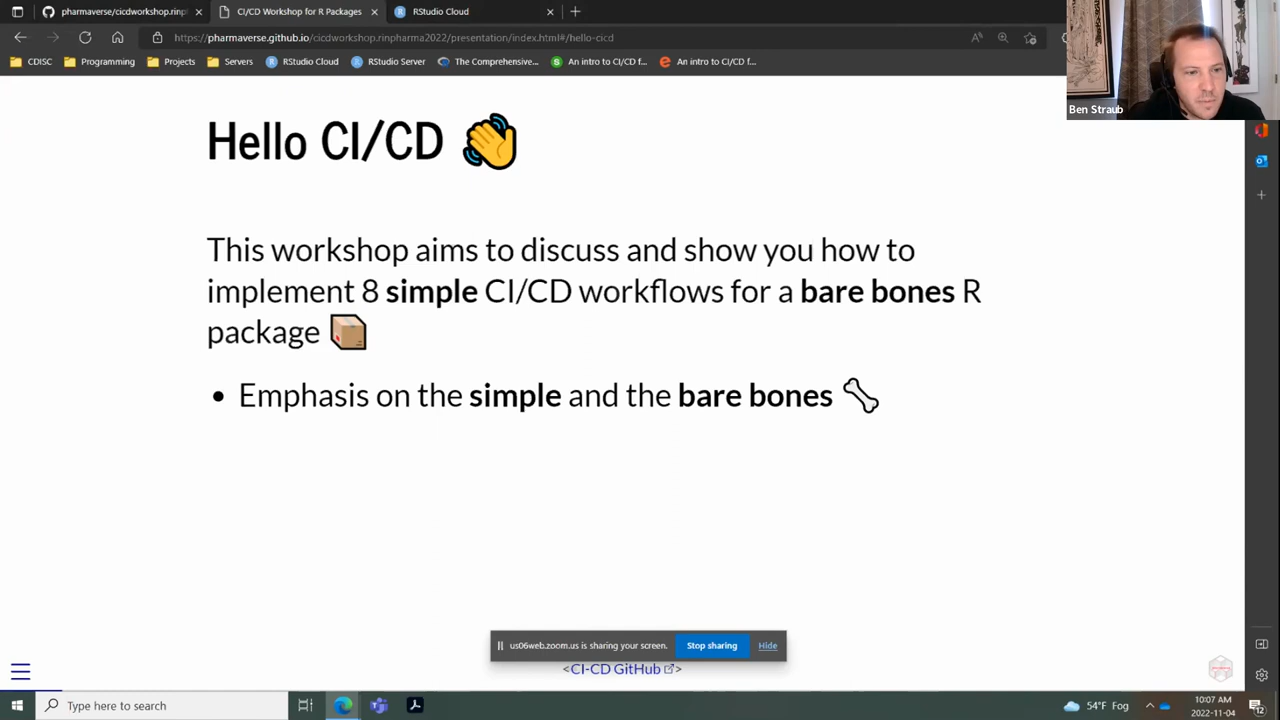 pharmaverse/cicdworkshop.rinp
CI/CD Workshop for R Packages
RStudio Cloud
https://pharmaverse.github.io/cicdworkshop.rinpharma2022/presentation/index.html#/hello-cicd
CDISC
Programming
Projects
Servers
RStudio Cloud
RStudio Server
The Comprehensive...
An intro to CI/CD f...
An intro to CI/CD f...
Ben Straub
Hello CI/CD
This workshop aims to discuss and show you how to
implement 8 simple CI/CD workflows for a bare bones R
package
• Emphasis on the simple and the bare bones
us06web.zoom.us is sharing your screen.
Stop sharing
Hide
<CI-CD GitHub>
Type here to search
54°F Fog
10:07 AM
2022-11-04
12